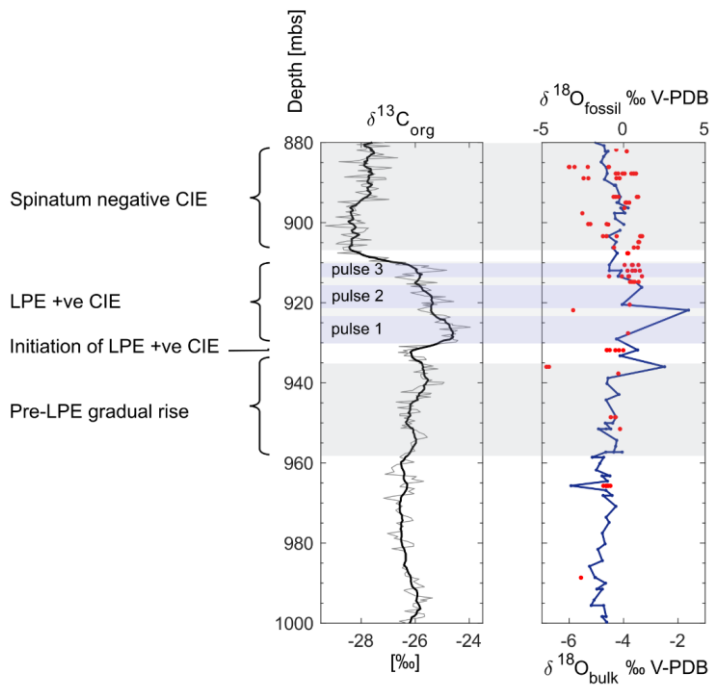 Depth [mbs]
δ¹³C_org
δ ¹⁸O_fossil ‰ V-PDB
-5 0 5
880
900
920
940
960
980
1000
Spinatum negative CIE
LPE +ve CIE
Initiation of LPE +ve CIE
Pre-LPE gradual rise
pulse 3
pulse 2
pulse 1
-28 -26 -24
[‰]
-6 -4 -2
δ ¹⁸O_bulk ‰ V-PDB